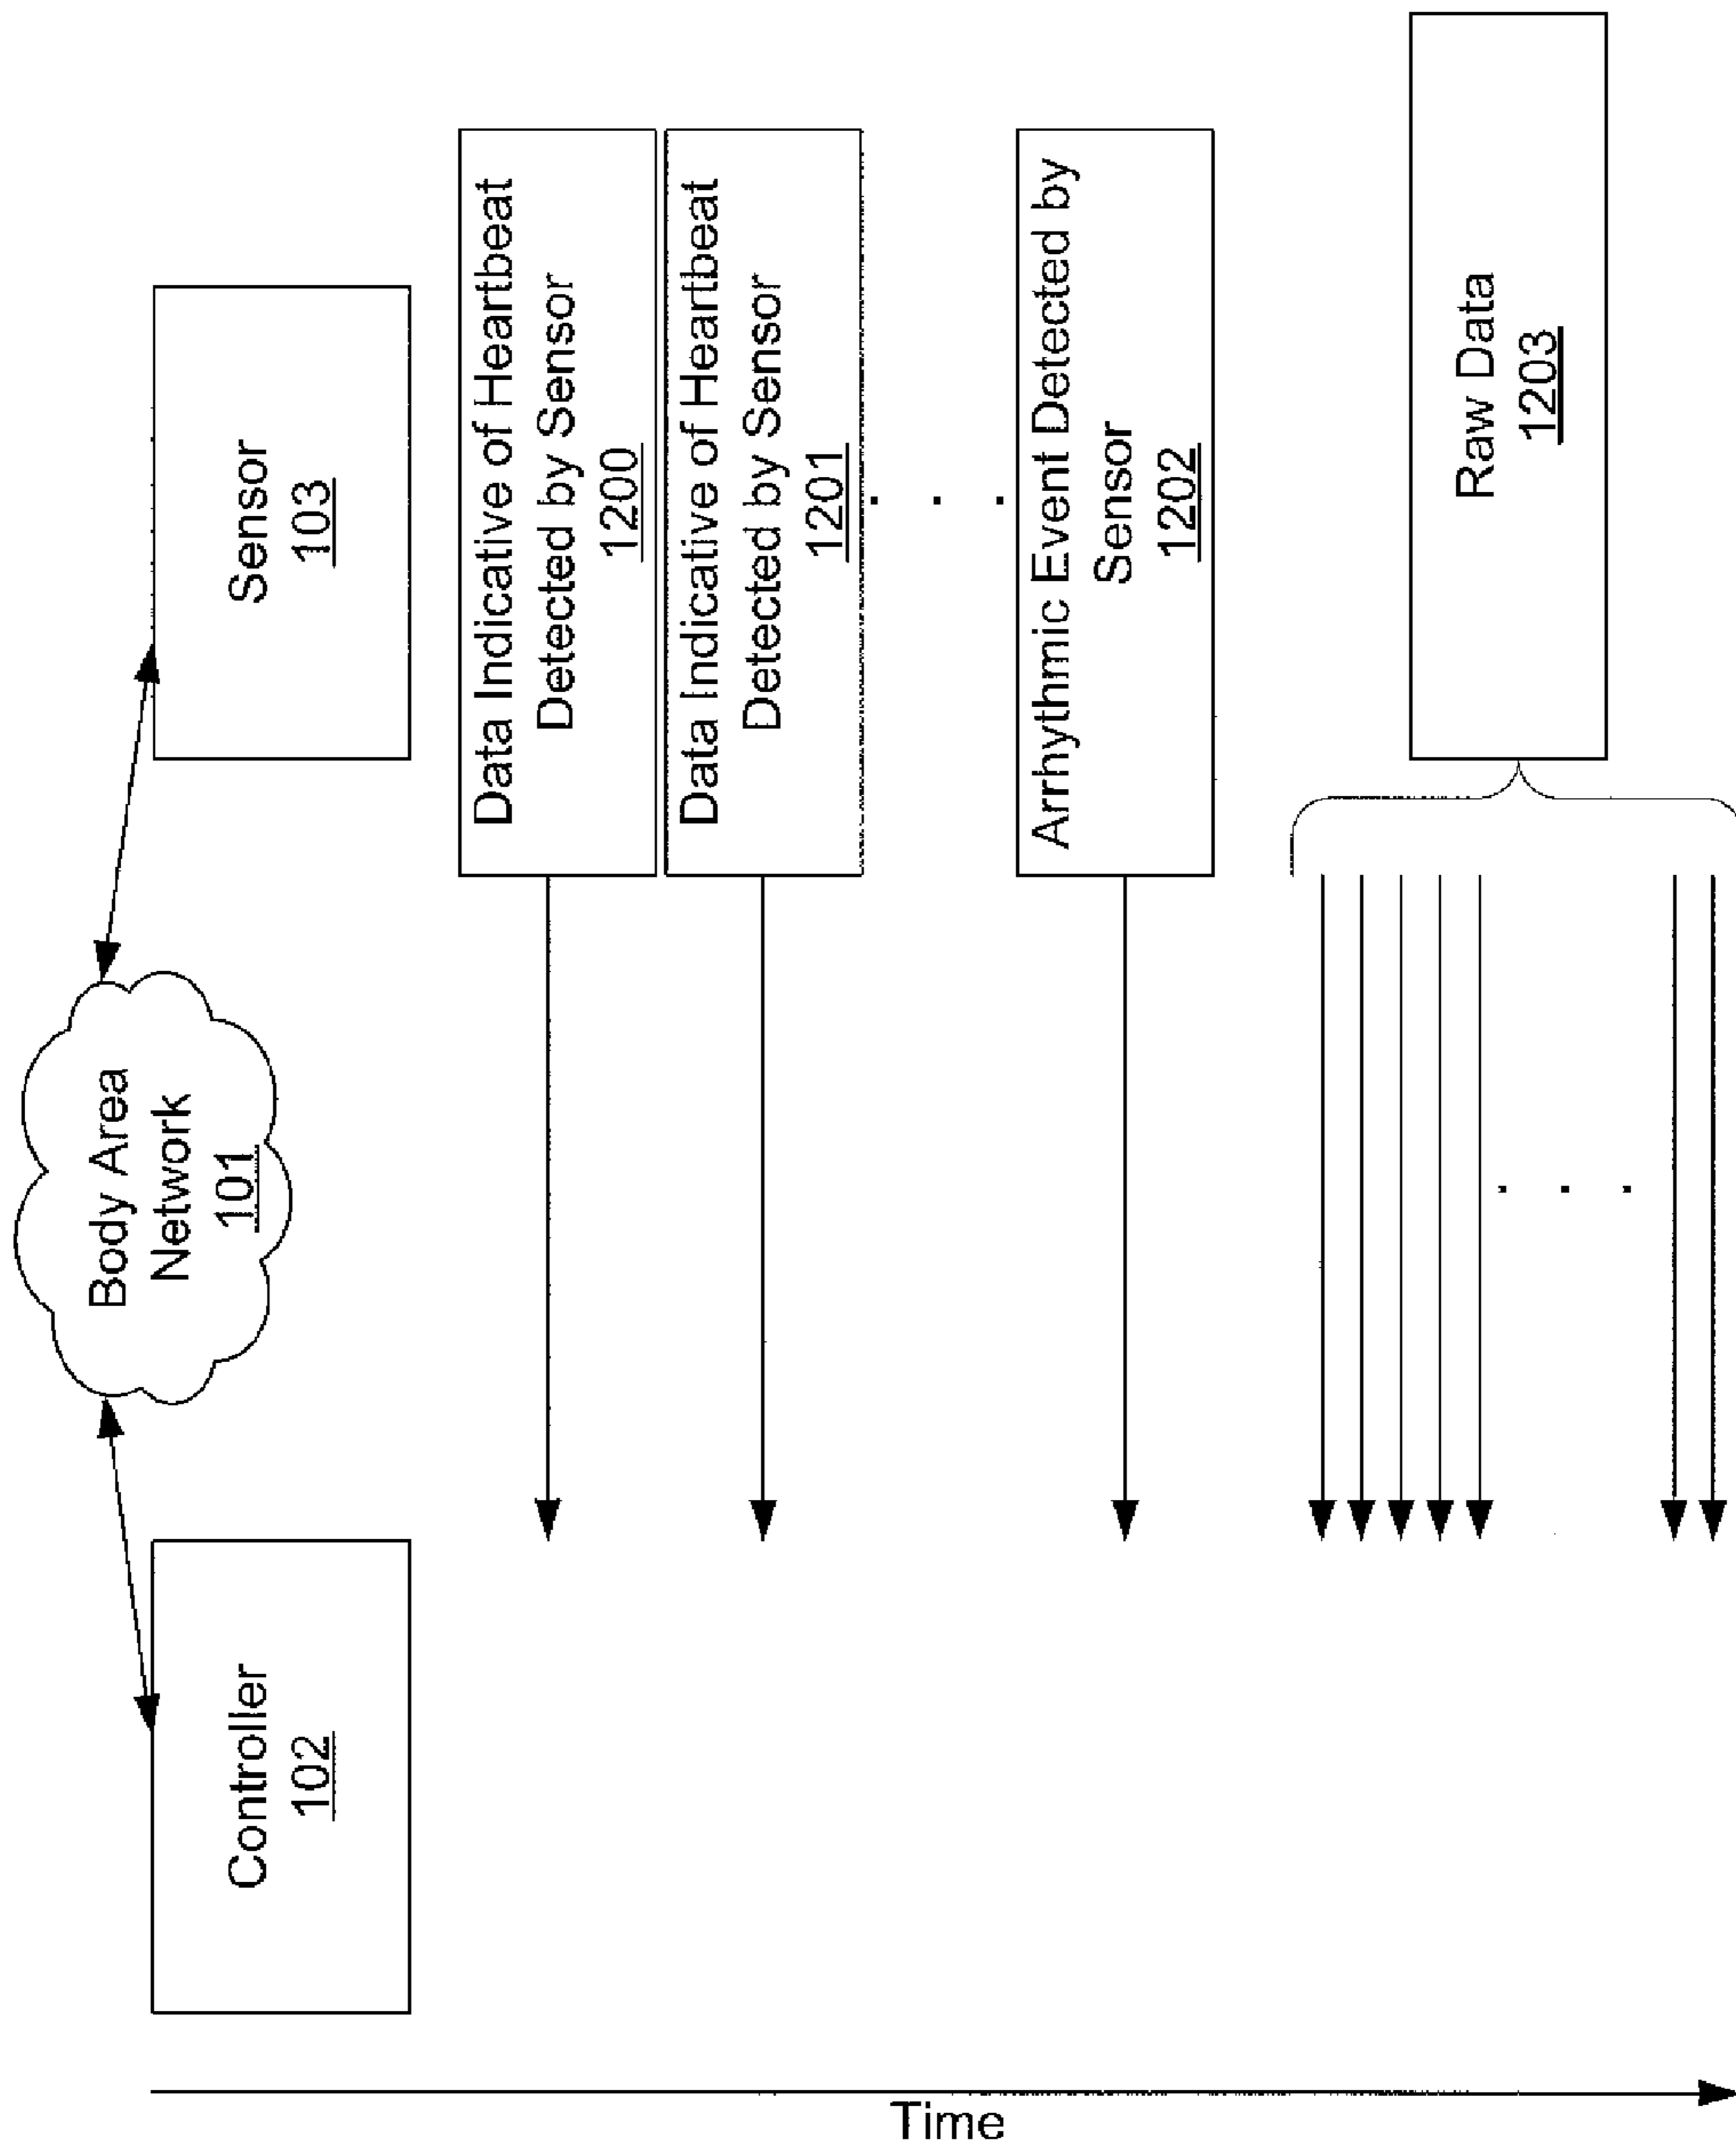 Body Area
Network
101
Controller
102
Sensor
103
Data Indicative of Heartbeat
Detected by Sensor
1200
Data Indicative of Heartbeat
Detected by Sensor
1201
. . .
Arrhythmic Event Detected by
Sensor
1202
Raw Data
1203
. . .
Time